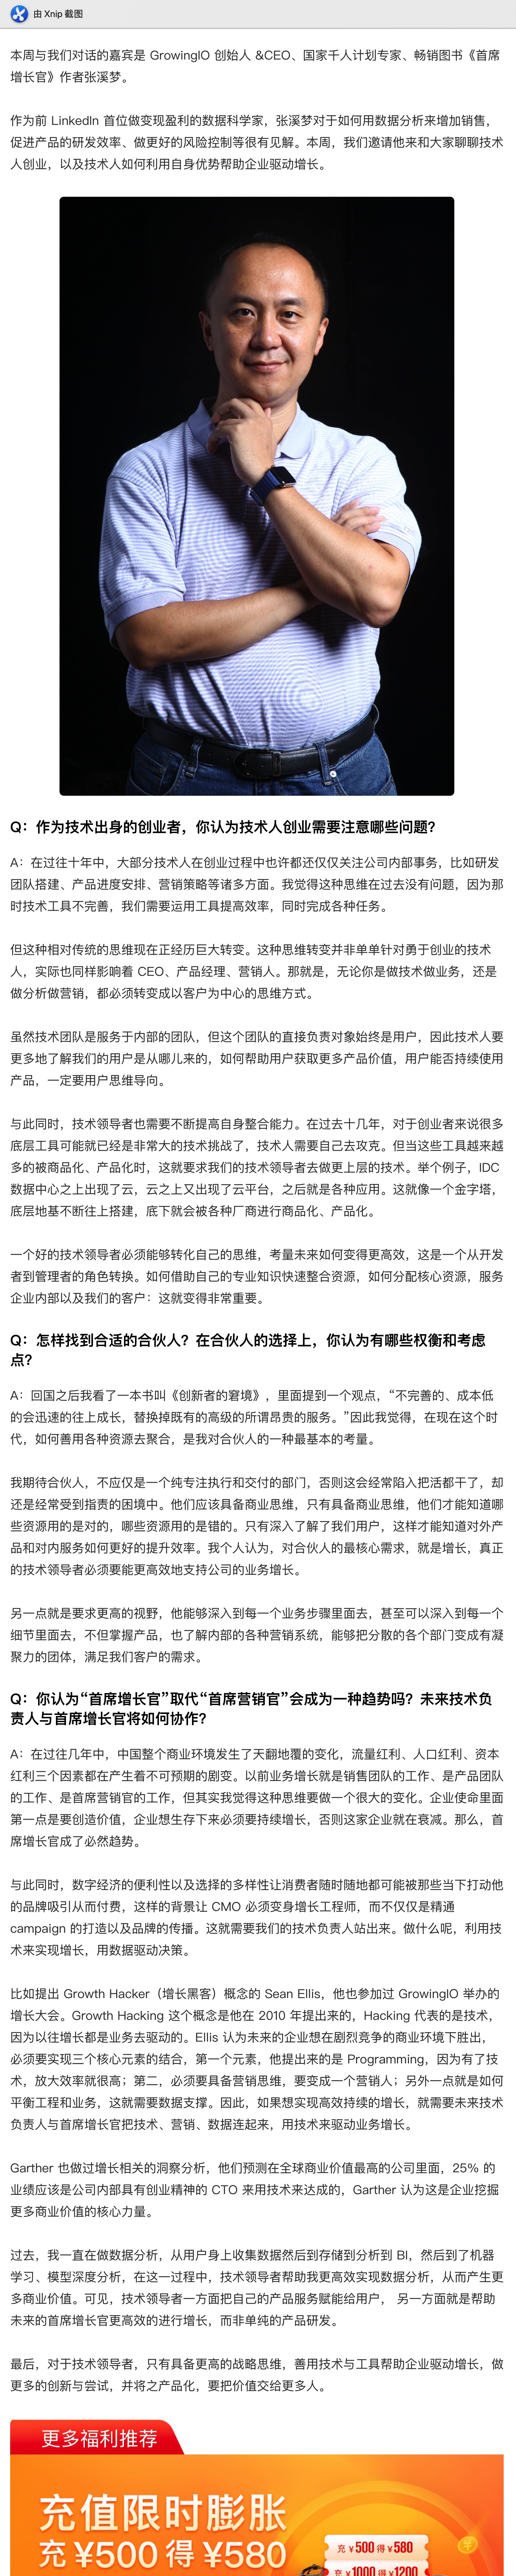 由 Xnip 截图
本周与我们对话的嘉宾是 GrowingIO 创始人 &CEO、国家千人计划专家、畅销图书《首席
增长官》作者张溪梦。
作为前 LinkedIn 首位做变现盈利的数据科学家，张溪梦对于如何用数据分析来增加销售，
促进产品的研发效率、做更好的风险控制等很有见解。本周，我们邀请他来和大家聊聊技术
人创业，以及技术人如何利用自身优势帮助企业驱动增长。
Q：作为技术出身的创业者，你认为技术人创业需要注意哪些问题？
A：在过往十年中，大部分技术人在创业过程中也许都还仅仅关注公司内部事务，比如研发
团队搭建、产品进度安排、营销策略等诸多方面。我觉得这种思维在过去没有问题，因为那
时技术工具不完善，我们需要运用工具提高效率，同时完成各种任务。
但这种相对传统的思维现在正经历巨大转变。这种思维转变并非单单针对勇于创业的技术
人，实际也同样影响着 CEO、产品经理、营销人。那就是，无论你是做技术做业务，还是
做分析做营销，都必须转变成以客户为中心的思维方式。
虽然技术团队是服务于内部的团队，但这个团队的直接负责对象始终是用户，因此技术人要
更多地了解我们的用户是从哪儿来的，如何帮助用户获取更多产品价值，用户能否持续使用
产品，一定要用户思维导向。
与此同时，技术领导者也需要不断提高自身整合能力。在过去十几年，对于创业者来说很多
底层工具可能就已经是非常大的技术挑战了，技术人需要自己去攻克。但当这些工具越来越
多的被商品化、产品化时，这就要求我们的技术领导者去做更上层的技术。举个例子，IDC
数据中心之上出现了云，云之上又出现了云平台，之后就是各种应用。这就像一个金字塔，
底层地基不断往上搭建，底下就会被各种厂商进行商品化、产品化。
一个好的技术领导者必须能够转化自己的思维，考量未来如何变得更高效，这是一个从开发
者到管理者的角色转换。如何借助自己的专业知识快速整合资源，如何分配核心资源，服务
企业内部以及我们的客户：这就变得非常重要。
Q：怎样找到合适的合伙人？在合伙人的选择上，你认为有哪些权衡和考虑
点？
A：回国之后我看了一本书叫《创新者的窘境》，里面提到一个观点，“不完善的、成本低
的会迅速的往上成长，替换掉既有的高级的所谓昂贵的服务。”因此我觉得，在现在这个时
代，如何善用各种资源去聚合，是我对合伙人的一种最基本的考量。
我期待合伙人，不应仅是一个纯专注执行和交付的部门，否则这会经常陷入把活都干了，却
还是经常受到指责的困境中。他们应该具备商业思维，只有具备商业思维，他们才能知道哪
些资源用的是对的，哪些资源用的是错的。只有深入了解了我们用户，这样才能知道对外产
品和对内服务如何更好的提升效率。我个人认为，对合伙人的最核心需求，就是增长，真正
的技术领导者必须要能更高效地支持公司的业务增长。
另一点就是要求更高的视野，他能够深入到每一个业务步骤里面去，甚至可以深入到每一个
细节里面去，不但掌握产品，也了解内部的各种营销系统，能够把分散的各个部门变成有凝
聚力的团体，满足我们客户的需求。
Q：你认为“首席增长官”取代“首席营销官”会成为一种趋势吗？未来技术负
责人与首席增长官将如何协作？
A：在过往几年中，中国整个商业环境发生了天翻地覆的变化，流量红利、人口红利、资本
红利三个因素都在产生着不可预期的剧变。以前业务增长就是销售团队的工作、是产品团队
的工作、是首席营销官的工作，但其实我觉得这种思维要做一个很大的变化。企业使命里面
第一点是要创造价值，企业想生存下来必须要持续增长，否则这家企业就在衰减。那么，首
席增长官成了必然趋势。
与此同时，数字经济的便利性以及选择的多样性让消费者随时随地都可能被那些当下打动他
的品牌吸引从而付费，这样的背景让 CMO 必须变身增长工程师，而不仅仅是精通
campaign 的打造以及品牌的传播。这就需要我们的技术负责人站出来。做什么呢，利用技
术来实现增长，用数据驱动决策。
比如提出 Growth Hacker（增长黑客）概念的 Sean Ellis，他也参加过 GrowingIO 举办的
增长大会。Growth Hacking 这个概念是他在 2010 年提出来的，Hacking 代表的是技术，
因为以往增长都是业务去驱动的。Ellis 认为未来的企业想在剧烈竞争的商业环境下胜出，
必须要实现三个核心元素的结合，第一个元素，他提出来的是 Programming，因为有了技
术，放大效率就很高；第二，必须要具备营销思维，要变成一个营销人；另外一点就是如何
平衡工程和业务，这就需要数据支撑。因此，如果想实现高效持续的增长，就需要未来技术
负责人与首席增长官把技术、营销、数据连起来，用技术来驱动业务增长。
Garther 也做过增长相关的洞察分析，他们预测在全球商业价值最高的公司里面，25% 的
业绩应该是公司内部具有创业精神的 CTO 来用技术来达成的，Garther 认为这是企业挖掘
更多商业价值的核心力量。
过去，我一直在做数据分析，从用户身上收集数据然后到存储到分析到 BI，然后到了机器
学习、模型深度分析，在这一过程中，技术领导者帮助我更高效实现数据分析，从而产生更
多商业价值。可见，技术领导者一方面把自己的产品服务赋能给用户， 另一方面就是帮助
未来的首席增长官更高效的进行增长，而非单纯的产品研发。
最后，对于技术领导者，只有具备更高的战略思维，善用技术与工具帮助企业驱动增长，做
更多的创新与尝试，并将之产品化，要把价值交给更多人。
更多福利推荐
充值限时膨胀
充 ¥500 得 ¥580
充 ¥500 得 ¥580
充 ¥1000 得 ¥1200